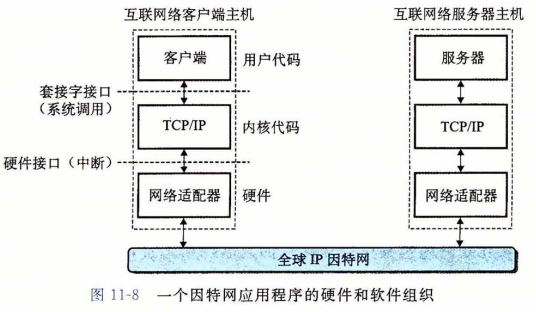 互联网络客户端主机
互联网络服务器主机
客户端
用户代码
服务器
套接字接口
（系统调用）
TCP/IP
内核代码
TCP/IP
硬件接口（中断）
网络适配器
硬件
网络适配器
全球 IP 因特网
图 11-8 一个因特网应用程序的硬件和软件组织